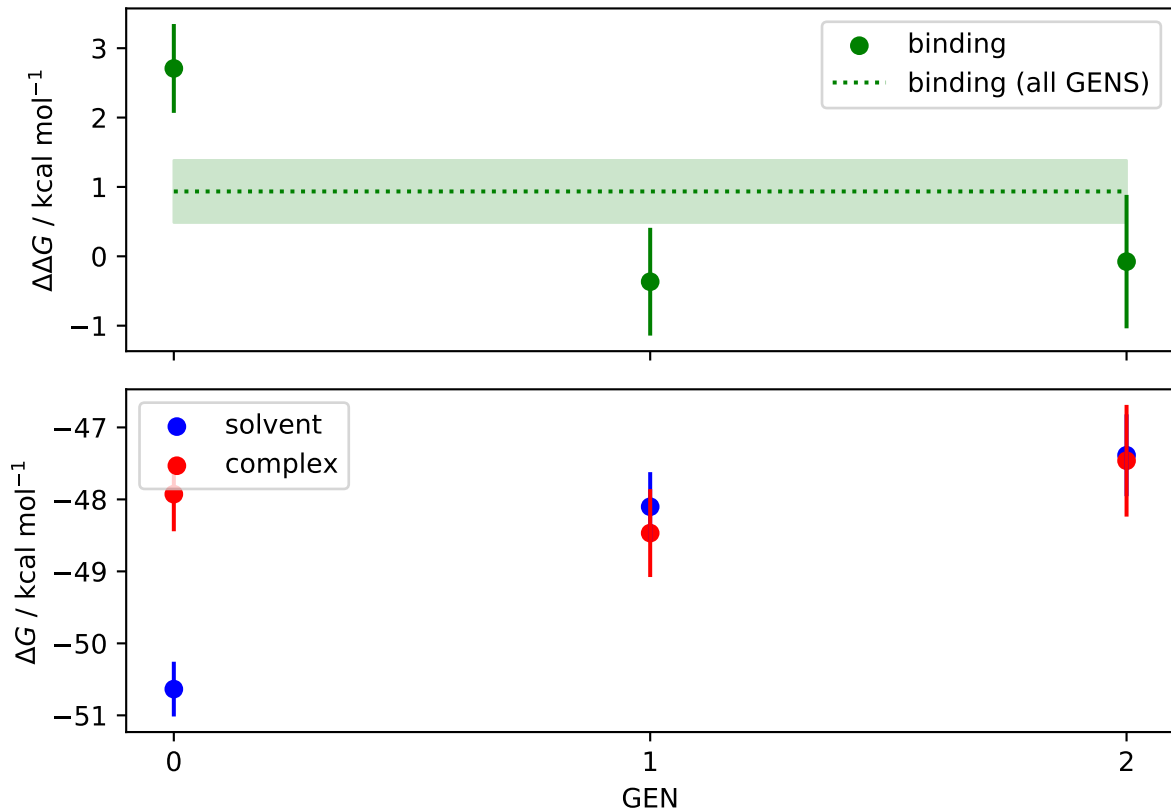 3
2
1
0
−1
ΔΔG / kcal mol⁻¹
binding
binding (all GENS)
−47
−48
−49
−50
−51
ΔG / kcal mol⁻¹
solvent
complex
0
1
2
GEN